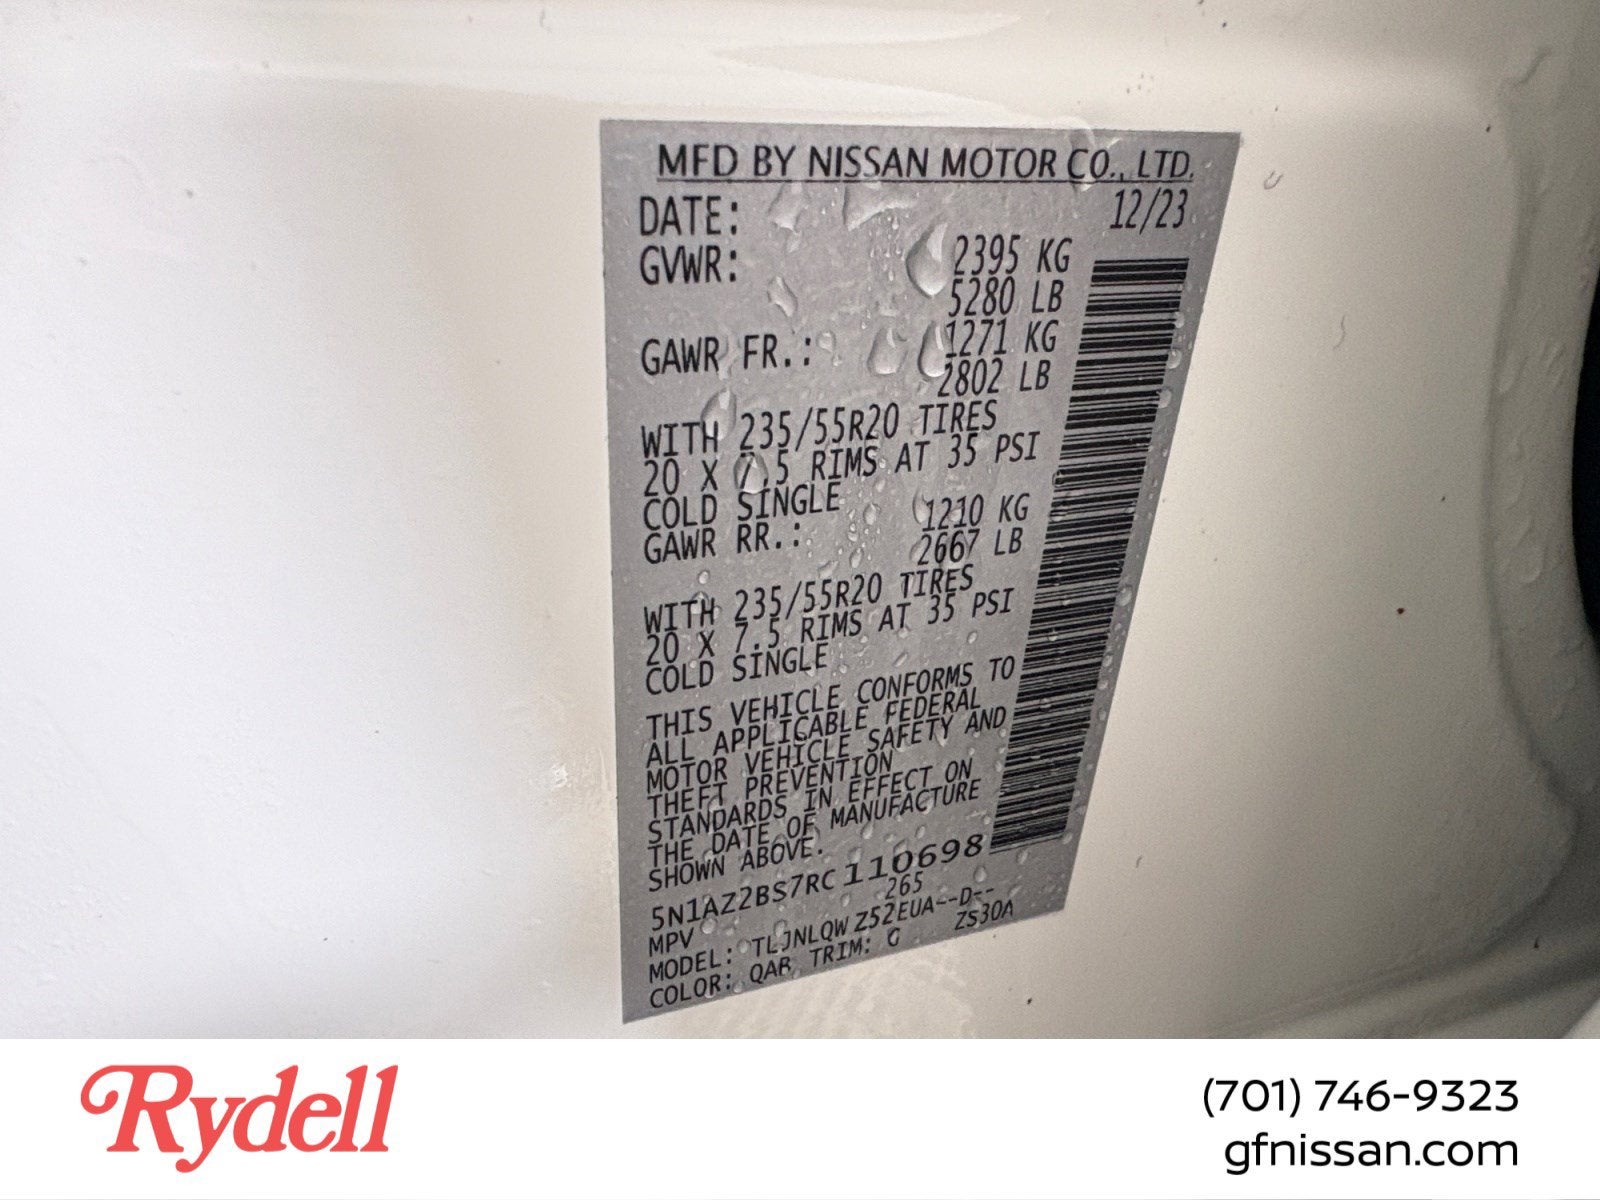 MFD BY NISSAN MOTOR CO., LTD.
DATE: 12/23
GVWR: 2395 KG
5280 LB
GAWR FR.: 1271 KG
2802 LB
WITH 235/55R20 TIRES
20 X 7.5 RIMS AT 35 PSI
COLD SINGLE
GAWR RR.: 1210 KG
2667 LB
WITH 235/55R20 TIRES
20 X 7.5 RIMS AT 35 PSI
COLD SINGLE
THIS VEHICLE CONFORMS TO
ALL APPLICABLE FEDERAL
MOTOR VEHICLE SAFETY AND
THEFT PREVENTION
STANDARDS IN EFFECT ON
THE DATE OF MANUFACTURE
SHOWN ABOVE.
5N1AZ2BS7RC110698
MPV 265
MODEL: TLJNLQWZ52EUA--D--
COLOR: QAB TRIM: C ZS30A
Rydell
(701) 746-9323
gfnissan.com